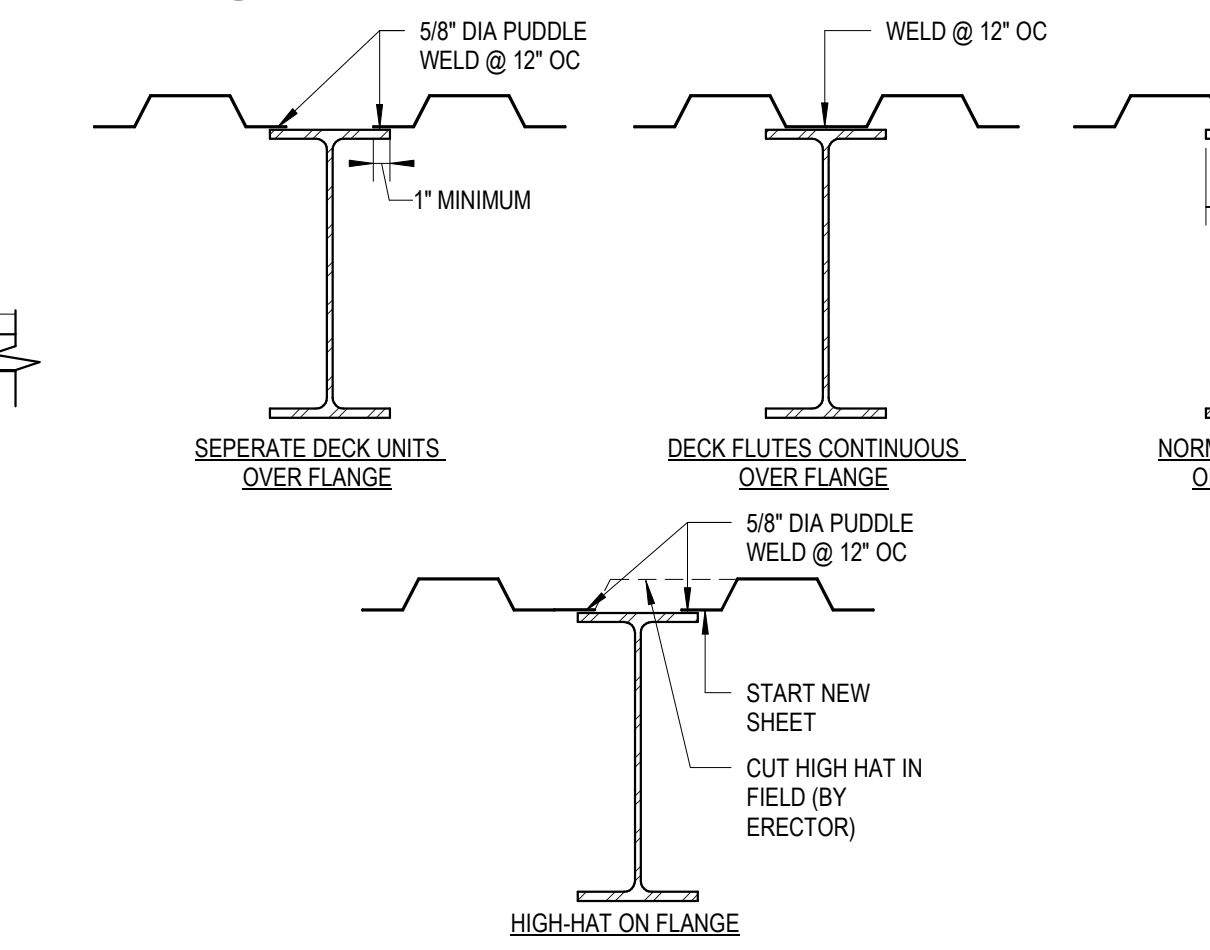 5/8" DIA PUDDLE
WELD @ 12" OC
1" MINIMUM
SEPERATE DECK UNITS
OVER FLANGE
WELD @ 12" OC
DECK FLUTES CONTINUOUS
OVER FLANGE
5/8" DIA PUDDLE
WELD @ 12" OC
START NEW
SHEET
CUT HIGH HAT IN
FIELD (BY
ERECTOR)
HIGH-HAT ON FLANGE